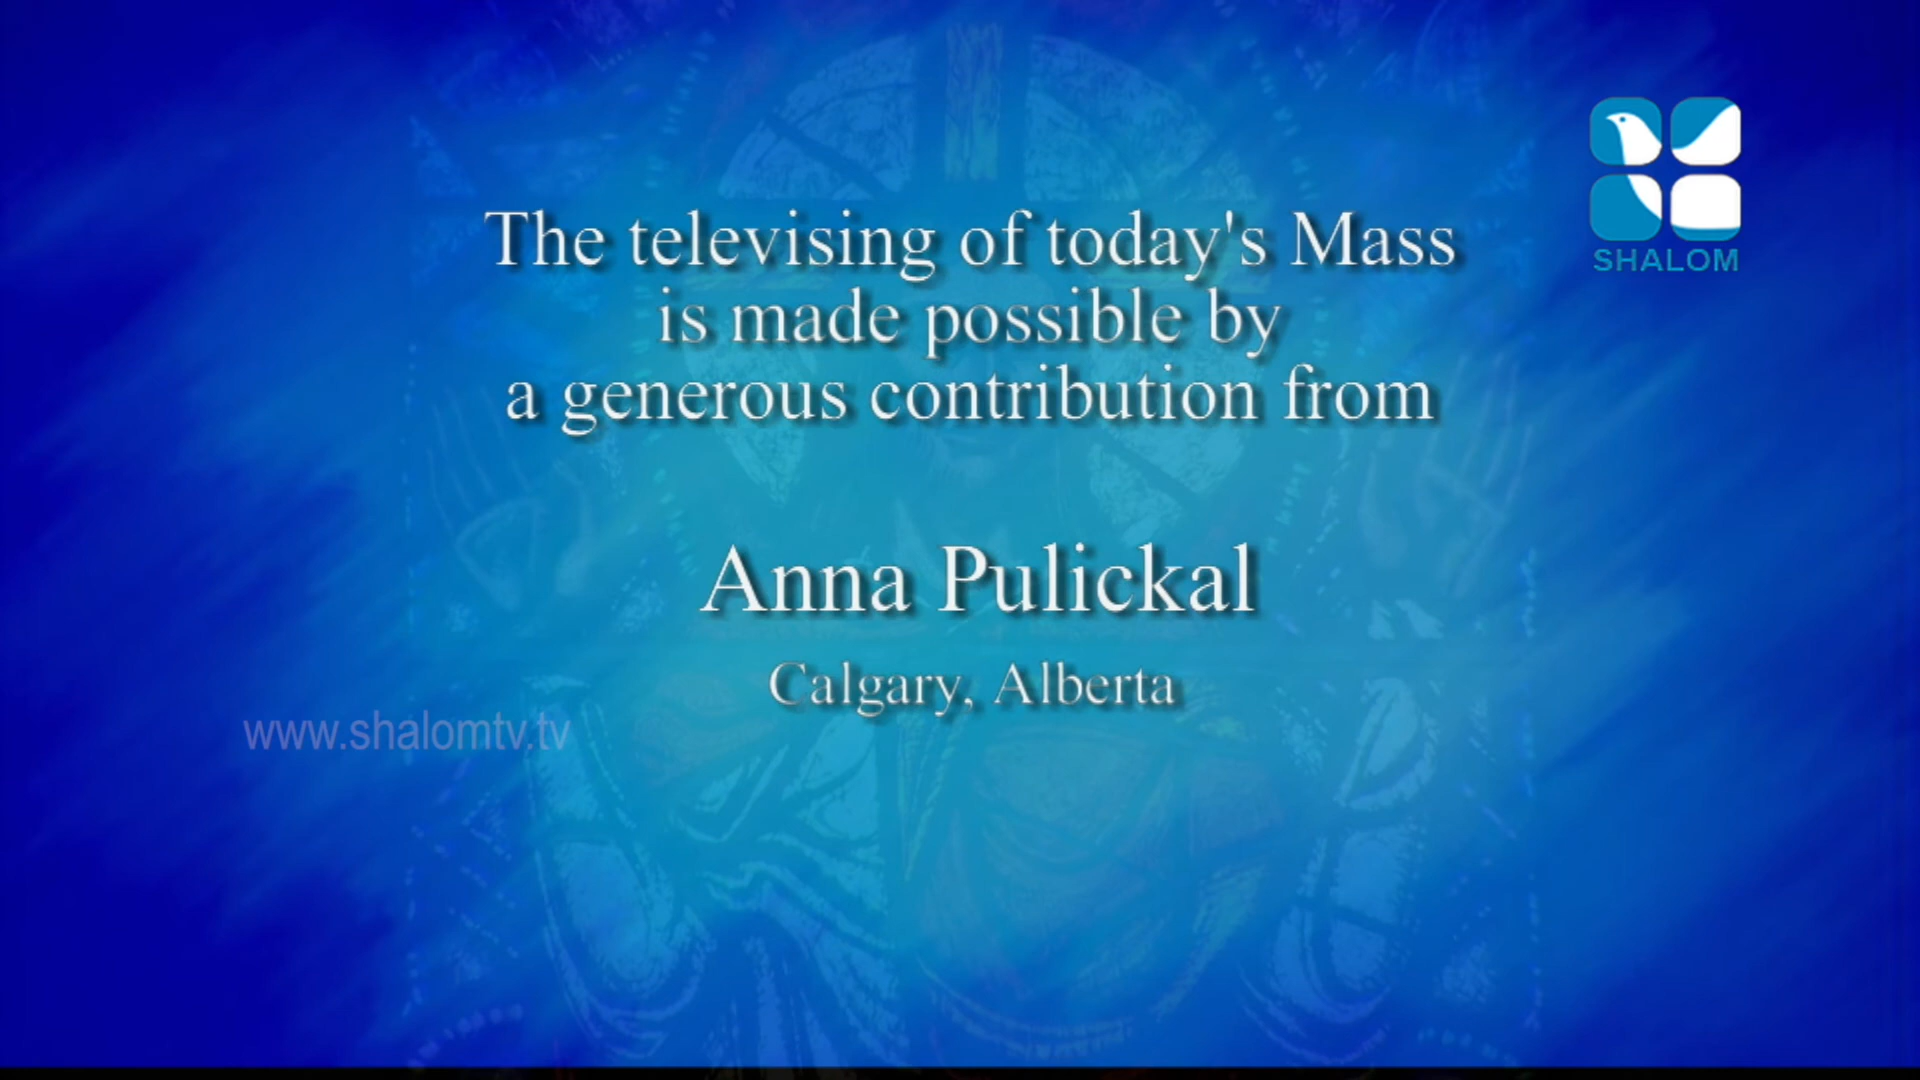 The televising of today's Mass
is made possible by
a generous contribution from
SHALOM
Anna Pulickal
Calgary, Alberta
www.shalomtv.tv